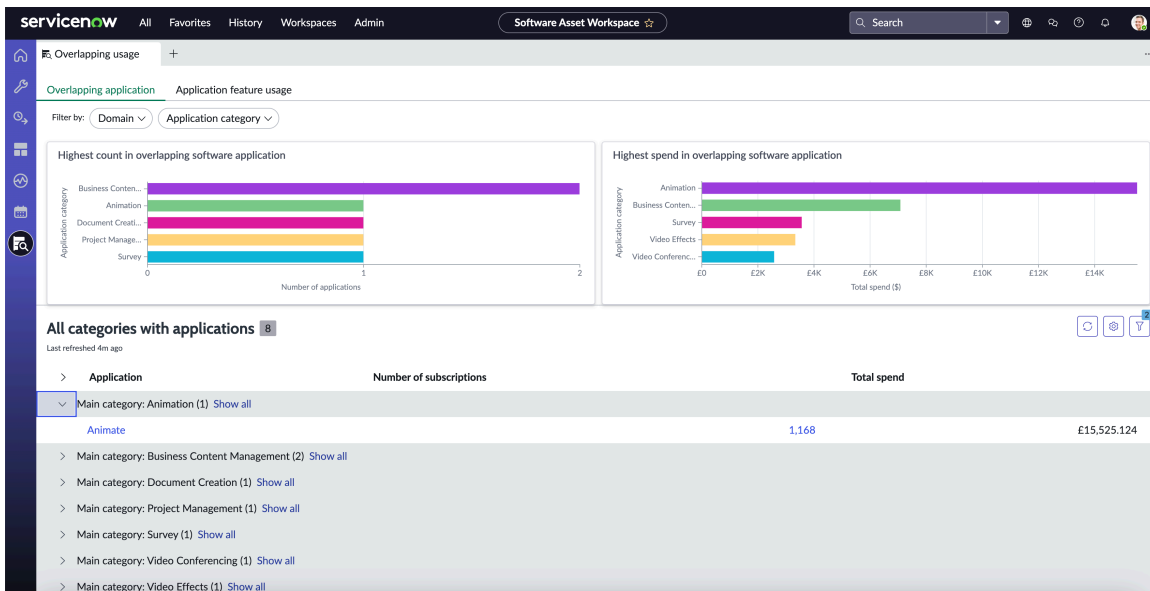 servicenow All Favorites History Workspaces Admin Software Asset Workspace Search
Overlapping usage +
Overlapping application Application feature usage
Filter by: Domain Application category
Highest count in overlapping software application
Application category
Business Conten...
Animation
Document Creati...
Project Manage...
Survey
0 1 2
Number of applications
Highest spend in overlapping software application
Application category
Animation
Business Conten...
Survey
Video Effects
Video Conferenc...
£0 £2K £4K £6K £8K £10K £12K £14K
Total spend ($)
All categories with applications 8
2
Last refreshed 4m ago
Application Number of subscriptions Total spend
Main category: Animation (1) Show all
Animate 1,168 £15,525.124
Main category: Business Content Management (2) Show all
Main category: Document Creation (1) Show all
Main category: Project Management (1) Show all
Main category: Survey (1) Show all
Main category: Video Conferencing (1) Show all
Main category: Video Effects (1) Show all